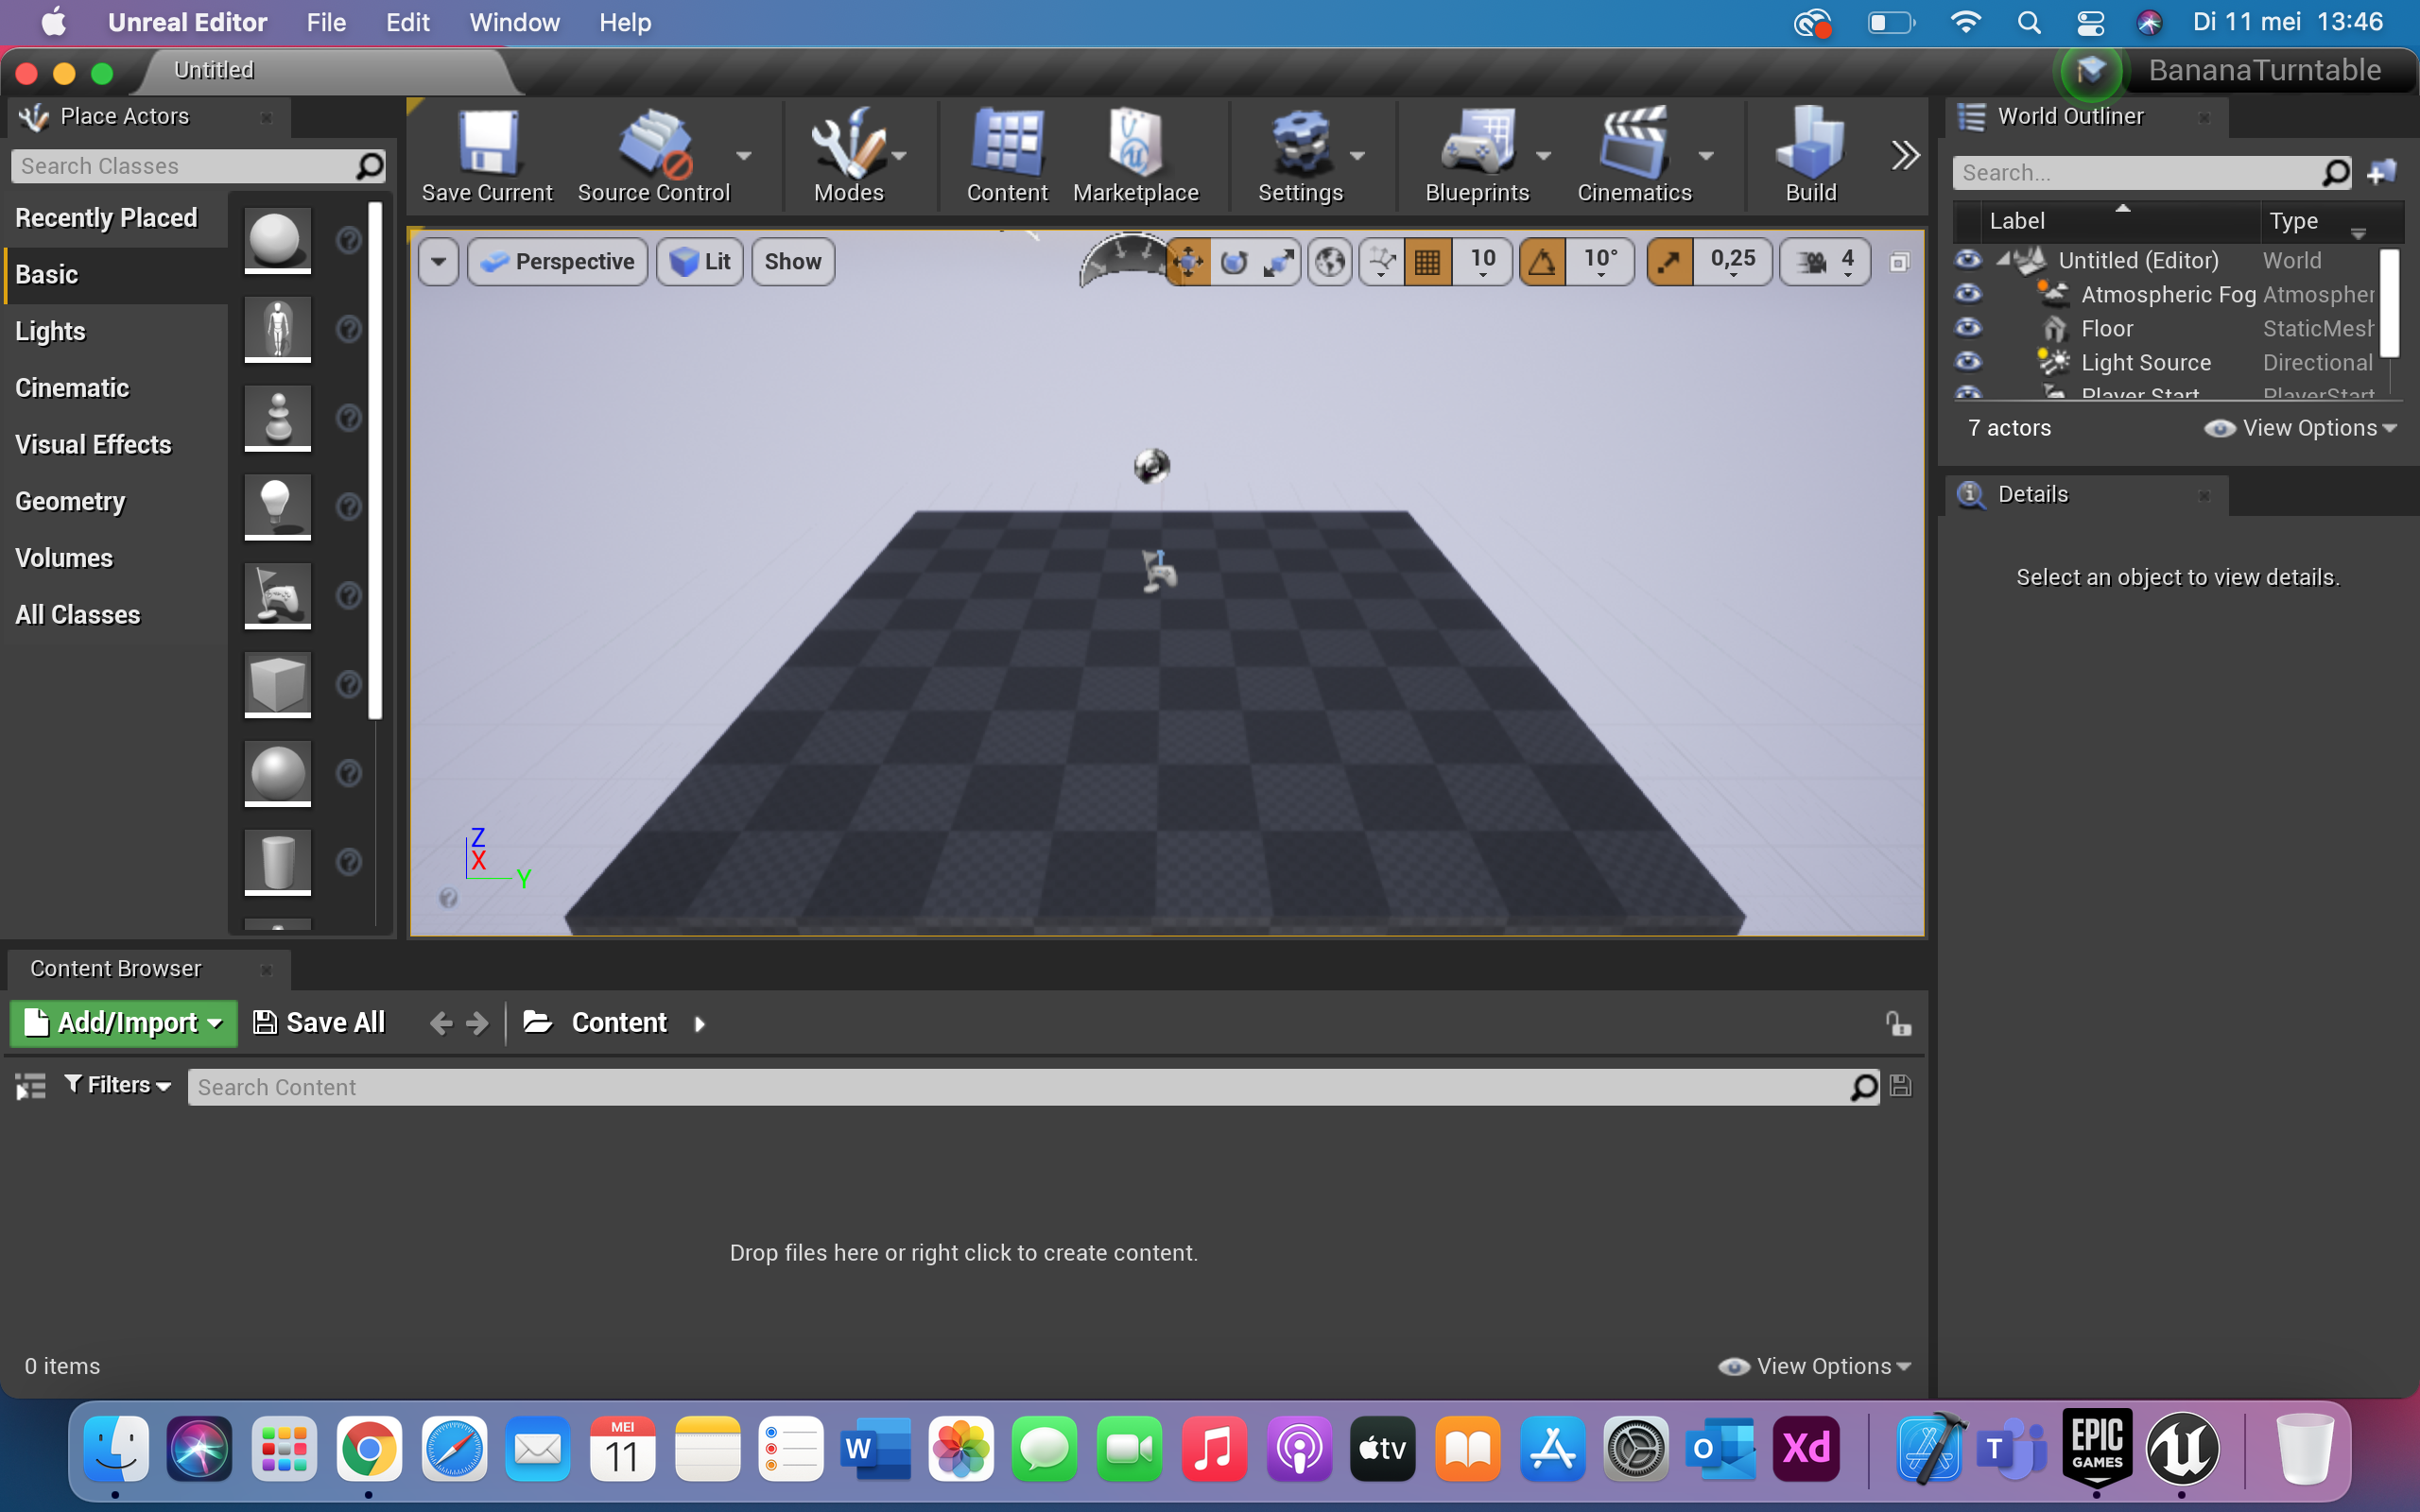 Unreal Editor File Edit Window Help Di 11 mei 13:46
Untitled BananaTurntable
Place Actors
Search Classes
Recently Placed
Basic
Lights
Cinematic
Visual Effects
Geometry
Volumes
All Classes
Save Current Source Control Modes Content Marketplace Settings Blueprints Cinematics Build
Perspective Lit Show 10 10° 0,25 4
Z
X
Y
World Outliner
Search...
Label Type
Untitled (Editor) World
Atmospheric Fog Atmospher
Floor StaticMesh
Light Source Directional
Player Start PlayerStart
7 actors View Options
Details
Select an object to view details.
Content Browser
Add/Import Save All Content
Filters Search Content
Drop files here or right click to create content.
0 items View Options
MEI
11
W
tv
O
Xd
T
EPIC
GAMES